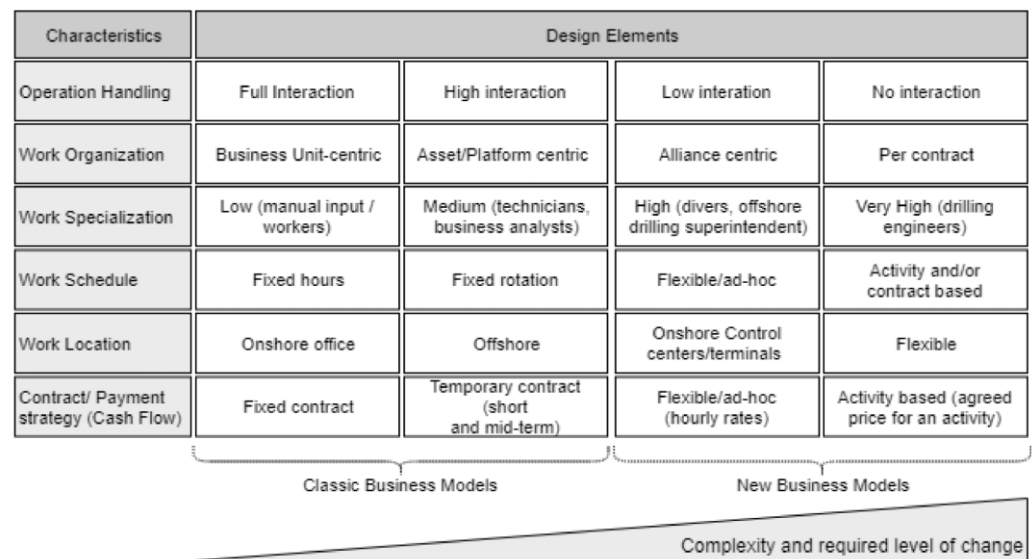 Characteristics
Design Elements
Operation Handling
Full Interaction
High interaction
Low interation
No interaction
Work Organization
Business Unit-centric
Asset/Platform centric
Alliance centric
Per contract
Work Specialization
Low (manual input /
workers)
Medium (technicians,
business analysts)
High (divers, offshore
drilling superintendent)
Very High (drilling
engineers)
Work Schedule
Fixed hours
Fixed rotation
Flexible/ad-hoc
Activity and/or
contract based
Work Location
Onshore office
Offshore
Onshore Control
centers/terminals
Flexible
Contract/ Payment
strategy (Cash Flow)
Fixed contract
Temporary contract
(short
and mid-term)
Flexible/ad-hoc
(hourly rates)
Activity based (agreed
price for an activity)
Classic Business Models
New Business Models
Complexity and required level of change